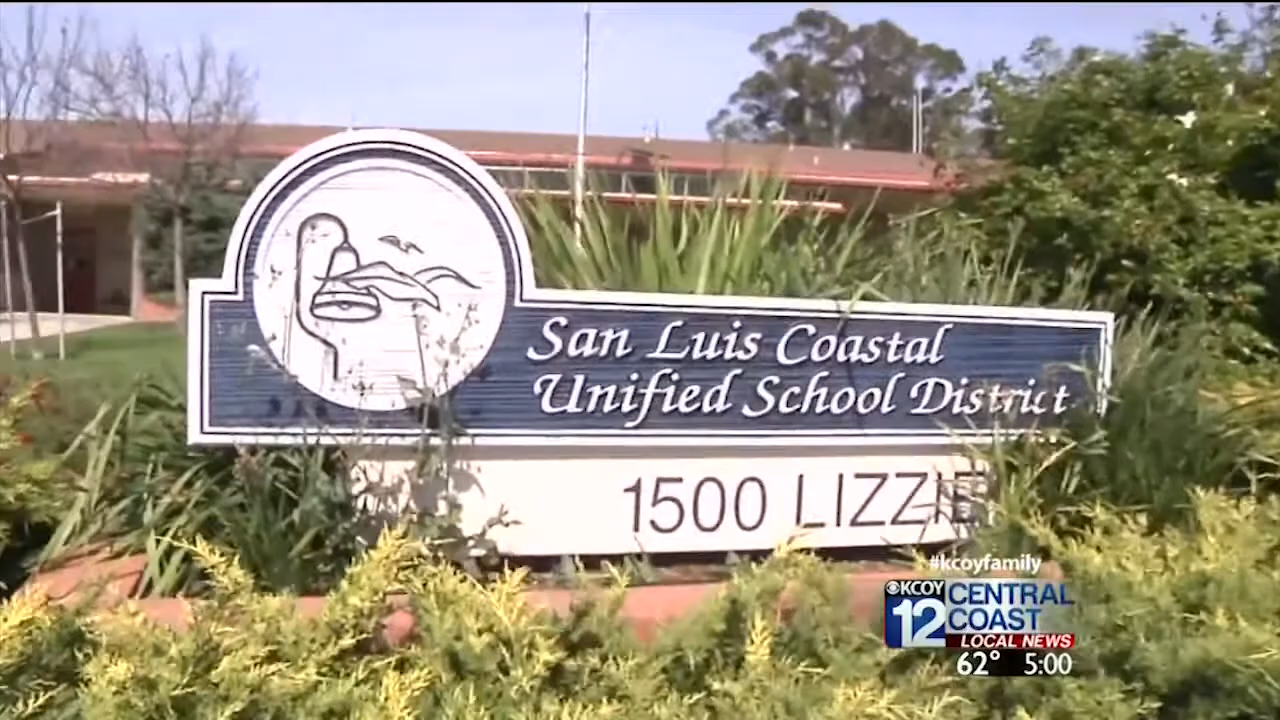 San Luis Coastal
Unified School District
1500 LIZZIE
#kcoyfamily
KCOY
12
CENTRAL
COAST
LOCAL NEWS
62° 5:00